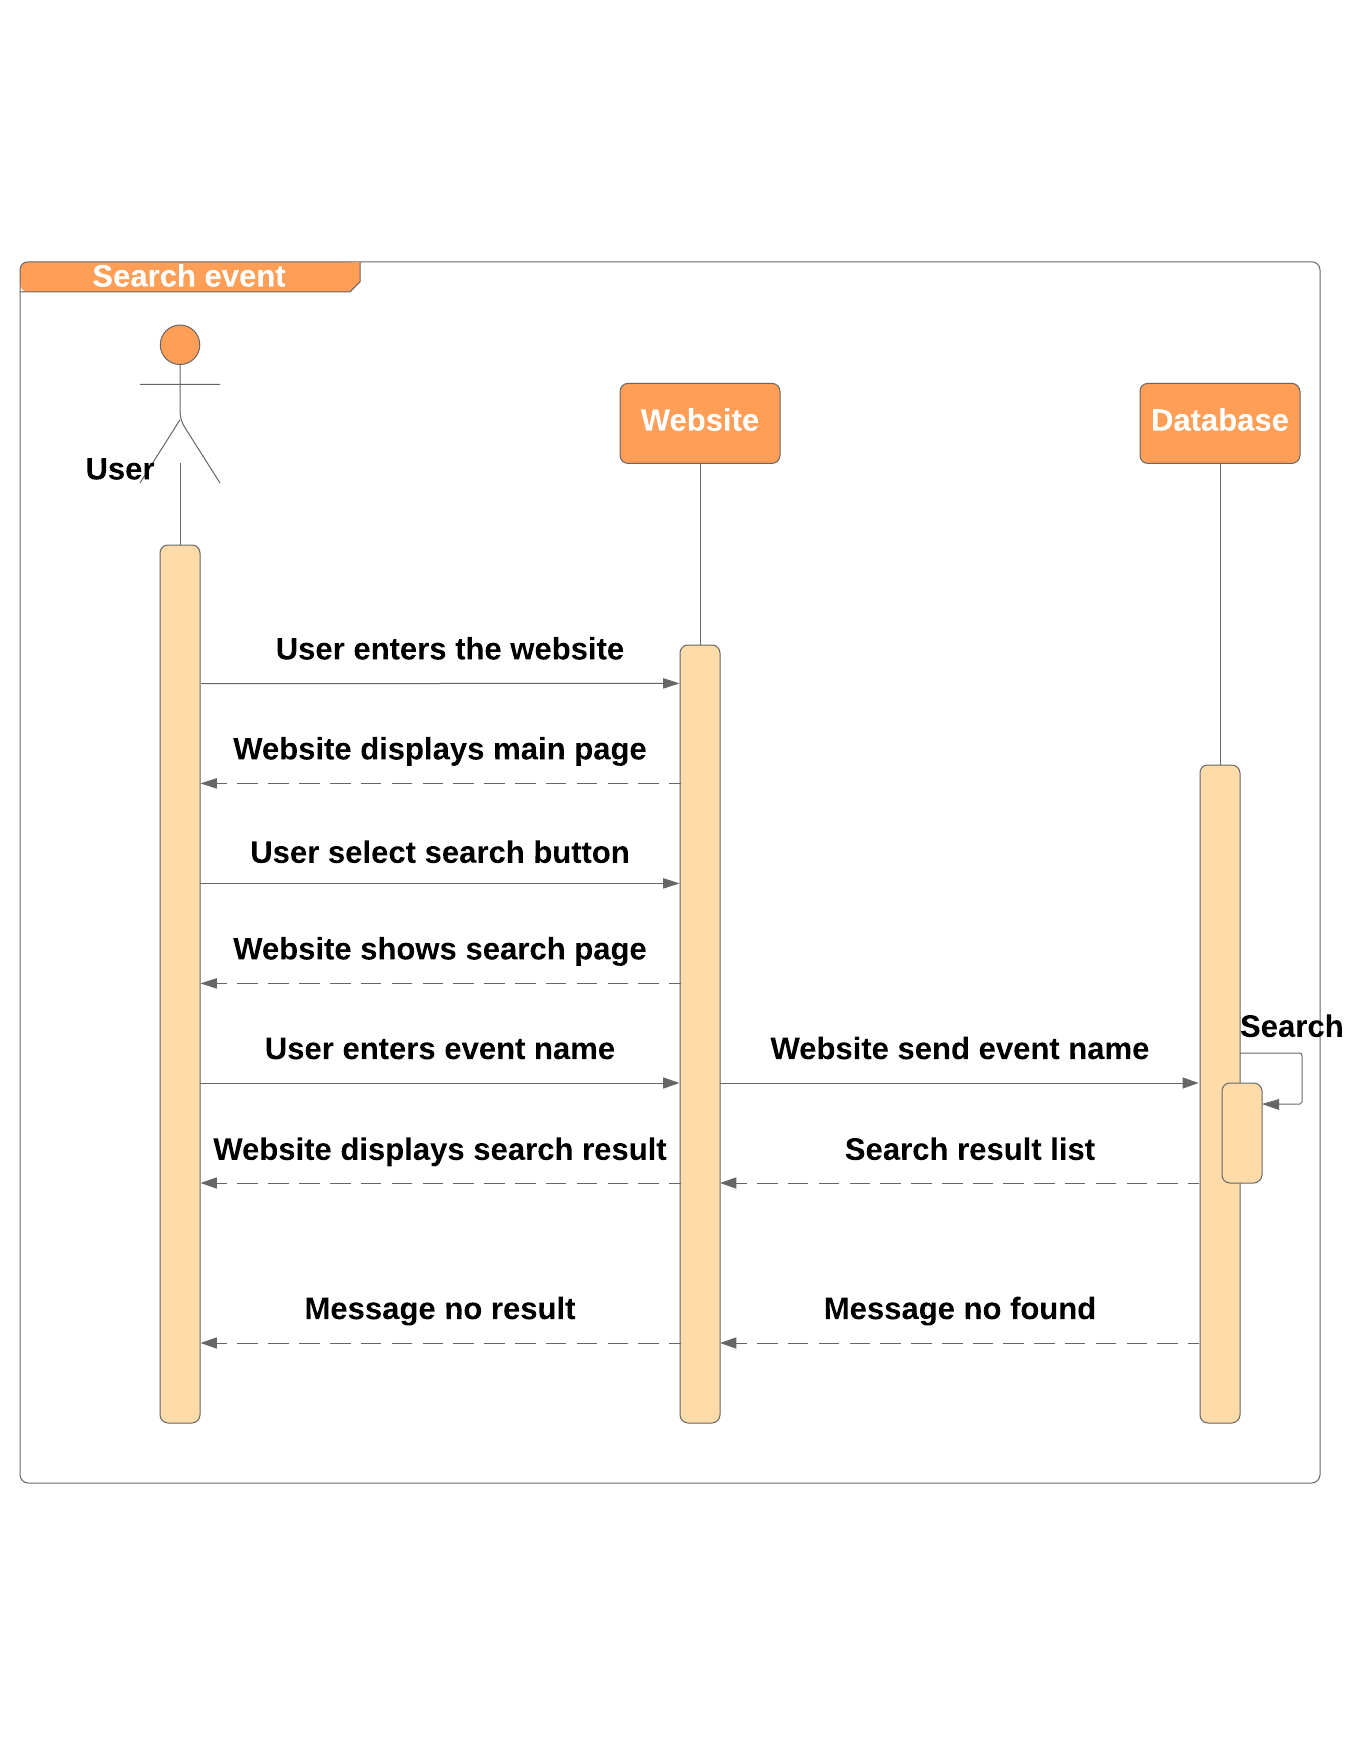 Search event
Website
Database
User
User enters the website
Website displays main page
User select search button
Website shows search page
Search
User enters event name
Website send event name
Website displays search result
Search result list
Message no result
Message no found